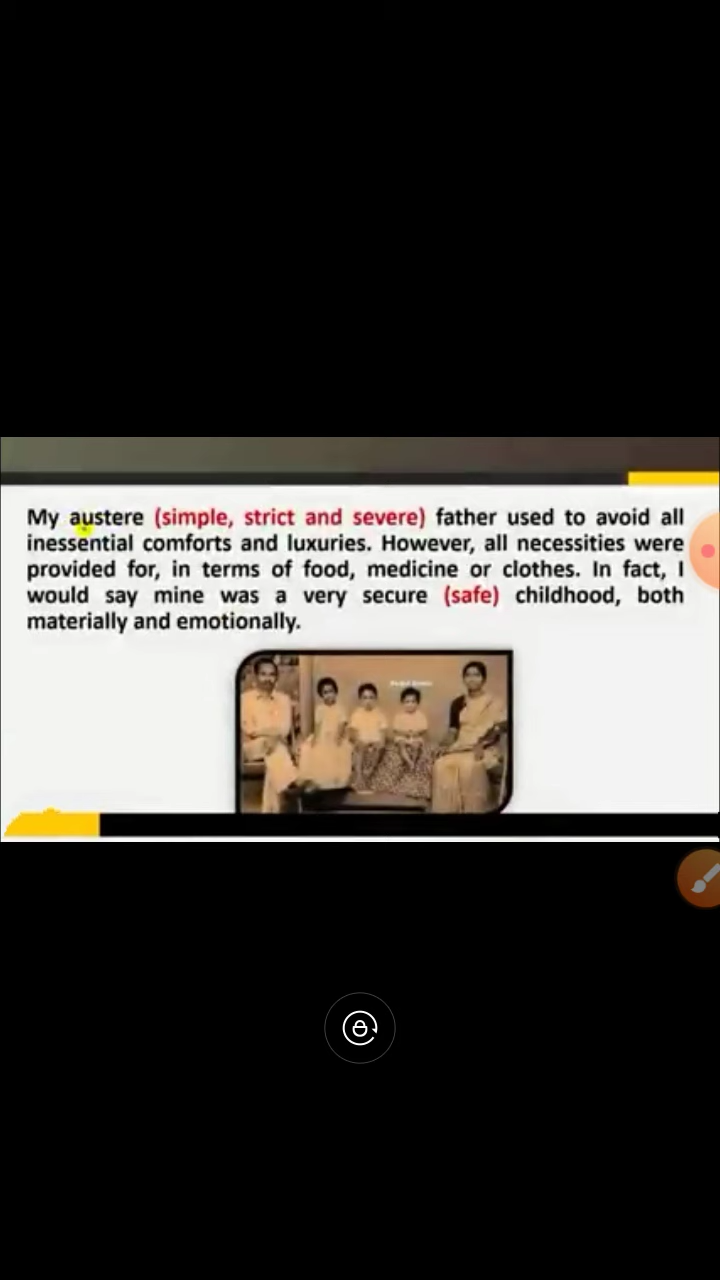 My austere (simple, strict and severe) father used to avoid all
inessential comforts and luxuries. However, all necessities were
provided for, in terms of food, medicine or clothes. In fact, I
would say mine was a very secure (safe) childhood, both
materially and emotionally.